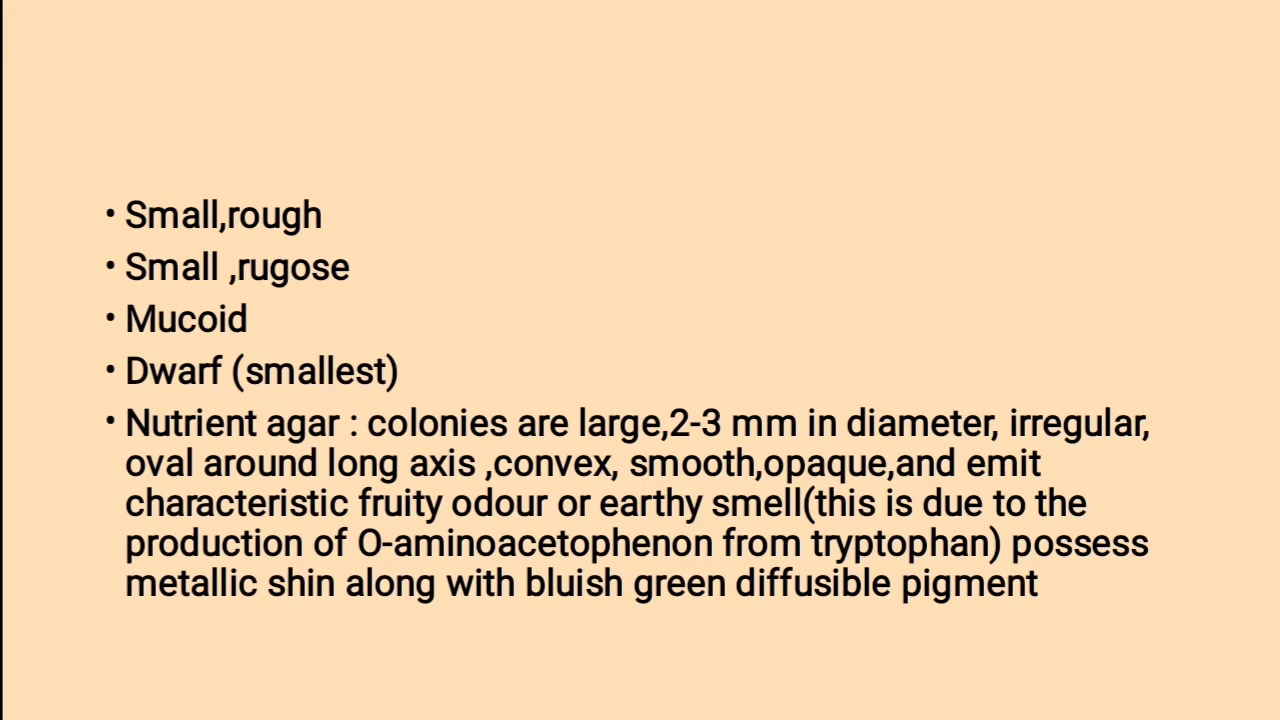 • Small,rough
• Small ,rugose
• Mucoid
• Dwarf (smallest)
• Nutrient agar : colonies are large,2-3 mm in diameter, irregular,
oval around long axis ,convex, smooth,opaque,and emit
characteristic fruity odour or earthy smell(this is due to the
production of O-aminoacetophenon from tryptophan) possess
metallic shin along with bluish green diffusible pigment